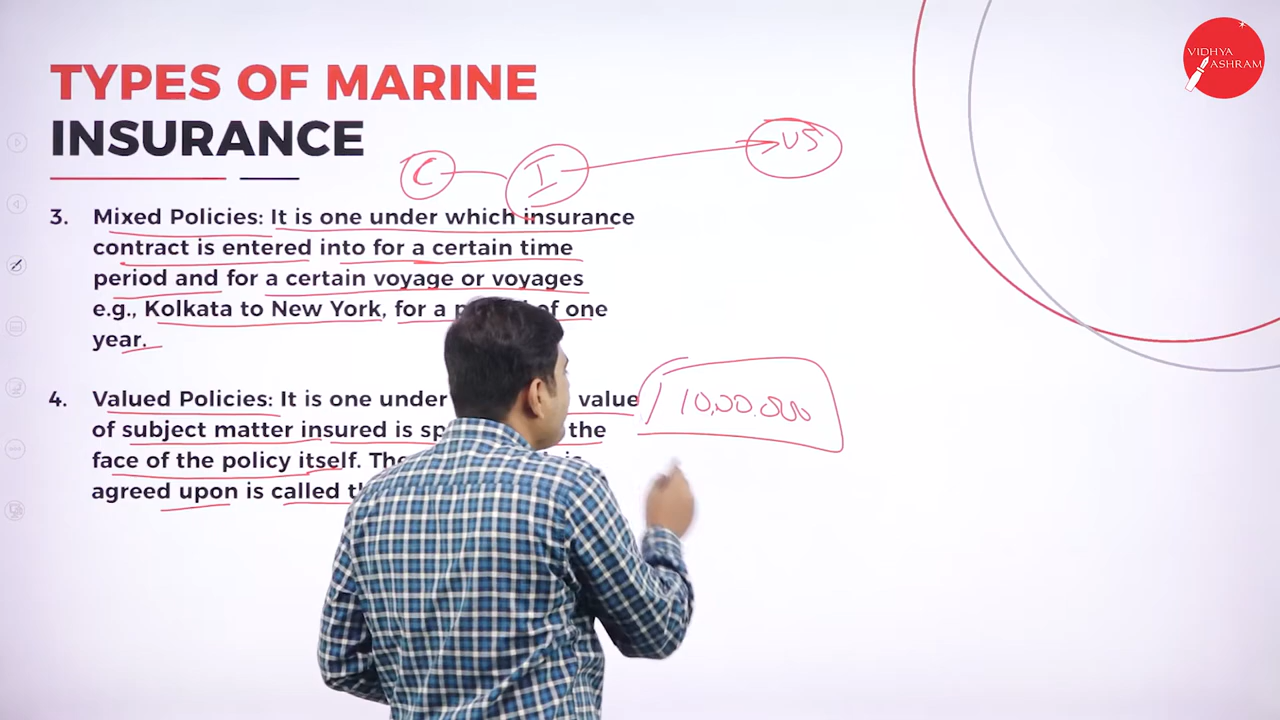 VIDHYA
ASHRAM
TYPES OF MARINE
INSURANCE
C I US
3. Mixed Policies: It is one under which insurance
contract is entered into for a certain time
period and for a certain voyage or voyages
e.g., Kolkata to New York, for a of one
year.
4. Valued Policies: It is one under value
10,00,000
of subject matter insured is the
face of the policy itself.
agreed upon is called